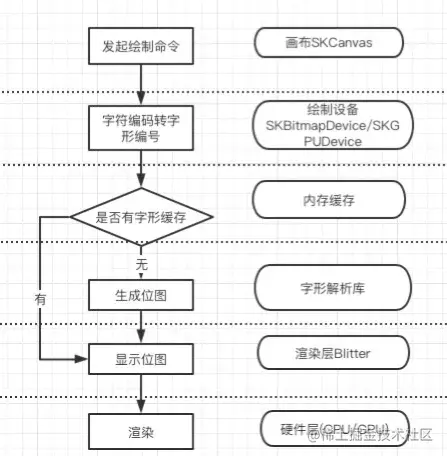 发起绘制命令
画布SKCanvas
字符编码转字
形编号
绘制设备
SKBitmapDevice/SKG
PUDevice
是否有字形缓存
内存缓存
无
有
生成位图
字形解析库
显示位图
渲染层Blitter
渲染
硬件层(CPU/GPU)
@稀土掘金技术社区